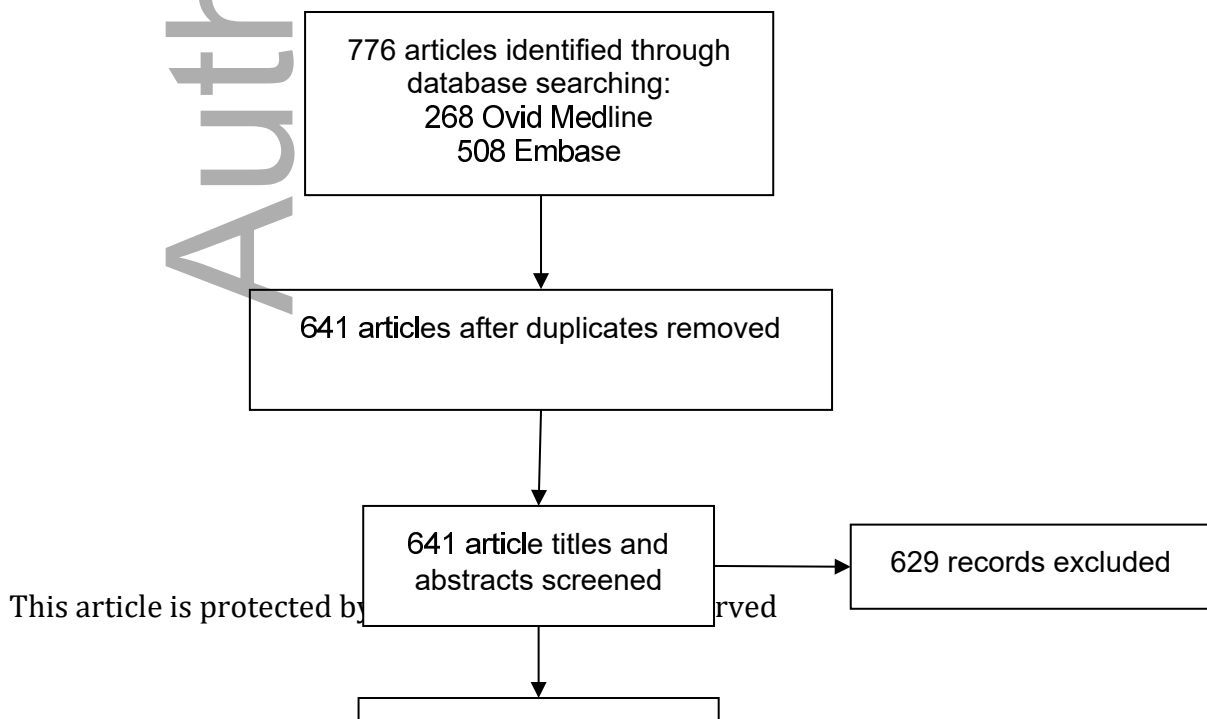 776 articles identified through
database searching:
268 Ovid Medline
508 Embase
641 articles after duplicates removed
641 article titles and
abstracts screened
629 records excluded
This article is protected by
rved
Auth